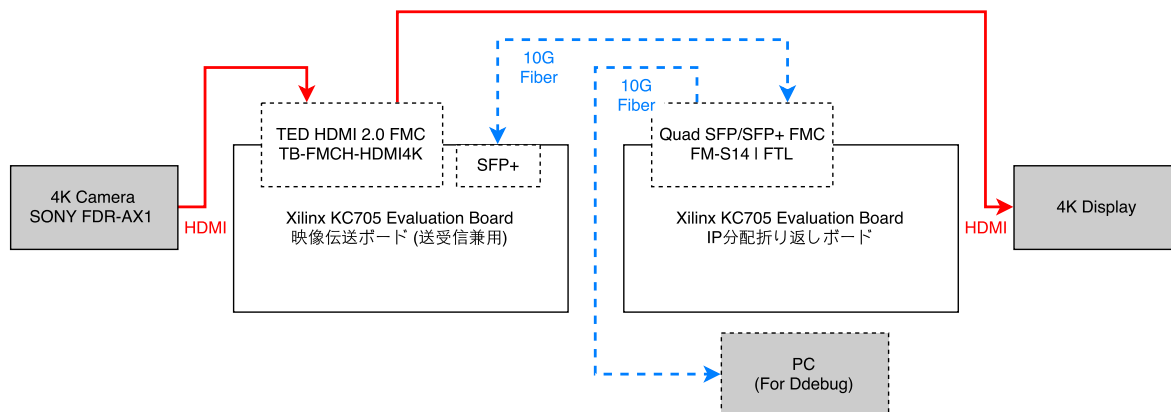 10G
Fiber
10G
Fiber
TED HDMI 2.0 FMC
TB-FMCH-HDMI4K
SFP+
Quad SFP/SFP+ FMC
FM-S14 | FTL
4K Camera
SONY FDR-AX1
HDMI
Xilinx KC705 Evaluation Board
映像伝送ボード (送受信兼用)
Xilinx KC705 Evaluation Board
IP分配折り返しボード
HDMI
4K Display
PC
(For Ddebug)